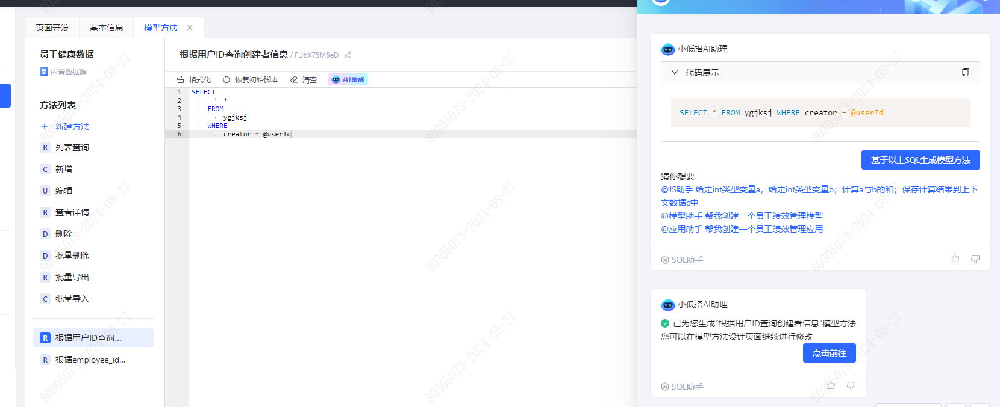 页面开发 基本信息 模型方法
员工健康数据
内置数据源
方法列表
+ 新建方法
R 列表查询
C 新增
U 编辑
R 查看详情
D 删除
D 批量删除
R 批量导出
C 批量导入
R 根据用户ID查询...
R 根据employee_id...
根据用户ID查询创建者信息 / FUbX75M5eD
格式化 恢复初始脚本 清空 AI生成
1 SELECT
2 *
3 FROM
4 ygjksj
5 WHERE
6 creator = @userId
小低搭AI助理
代码展示
SELECT * FROM ygjksj WHERE creator = @userId
基于以上SQL生成模型方法
猜你想要
@JS助手 给定int类型变量a，给定int类型变量b；计算a与b的和；保存计算结果到上下
文数据c中
@模型助手 帮我创建一个员工绩效管理模型
@应用助手 帮我创建一个员工绩效管理应用
SQL助手
小低搭AI助理
已为您生成“根据用户ID查询创建者信息”模型方法
您可以在模型方法设计页面继续进行修改
点击前往
SQL助手
80305073-2024-08-27